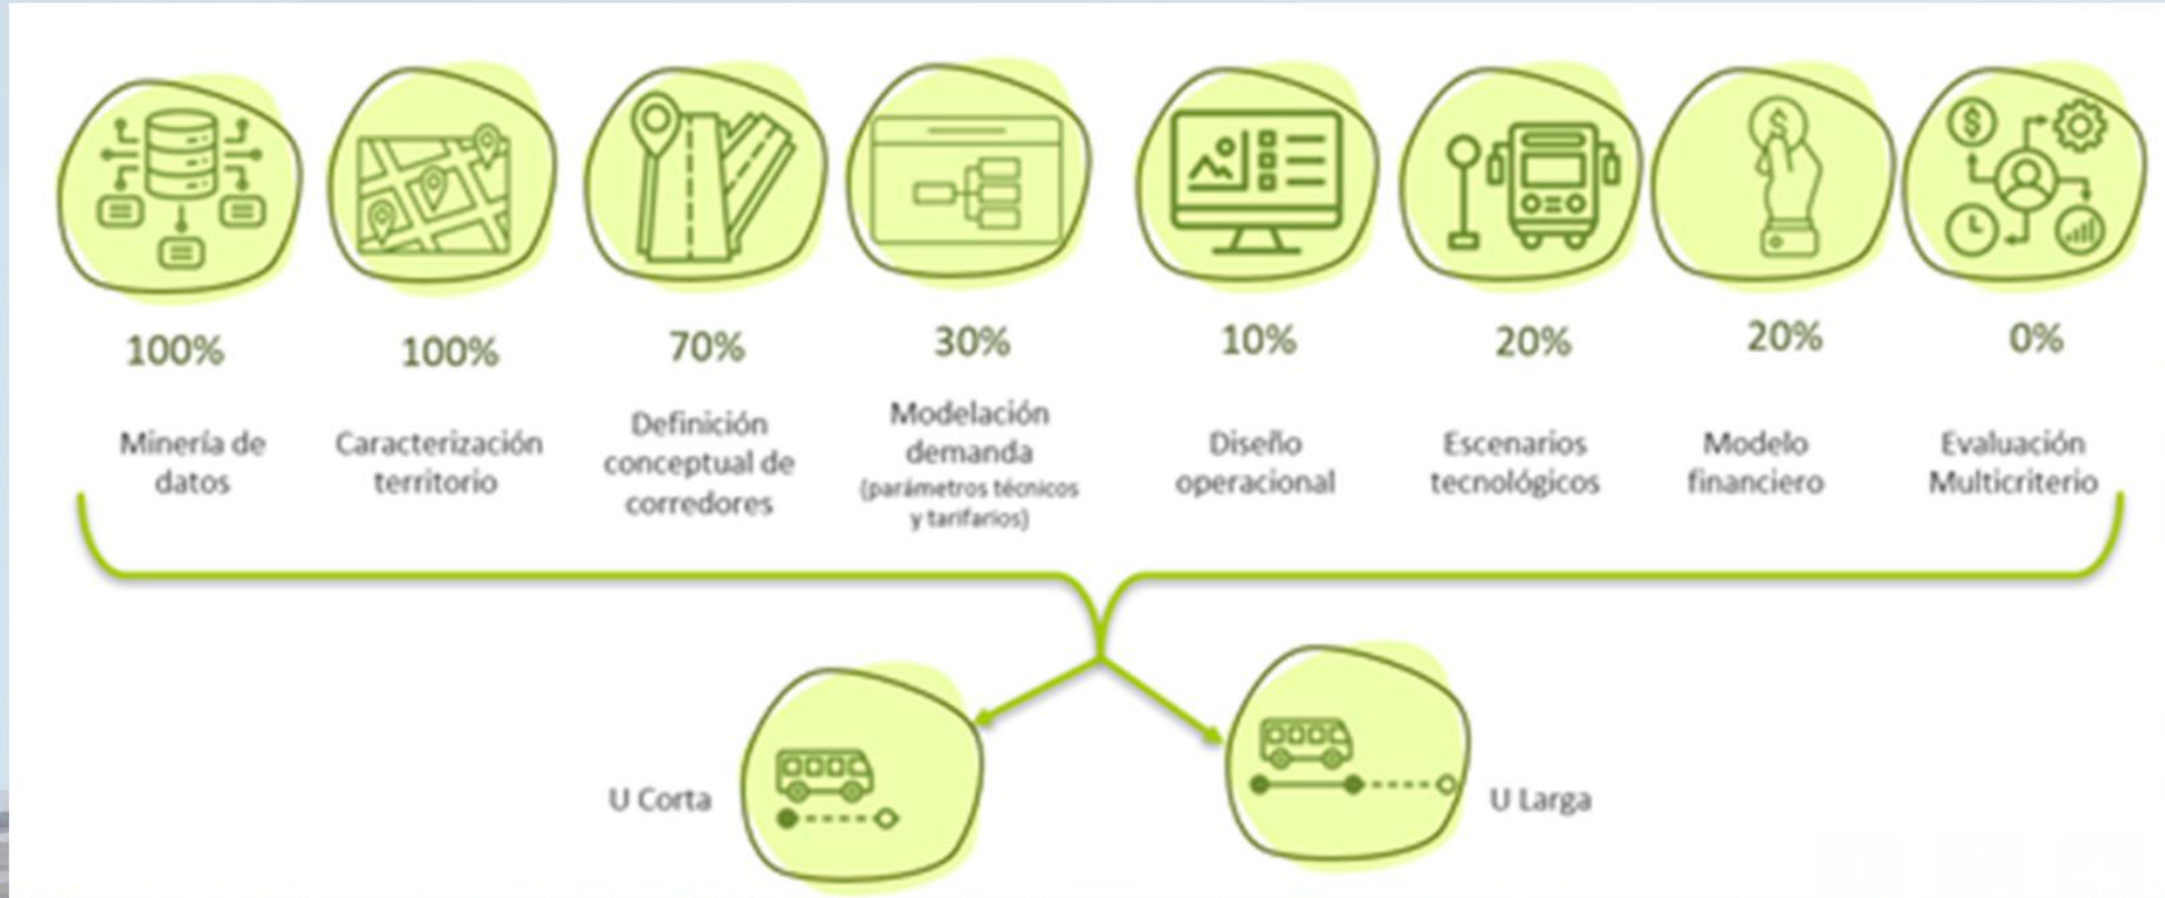 100%
100%
70%
30%
10%
20%
20%
0%
Minería de
datos
Caracterización
territorio
Definición
conceptual de
corredores
Modelación
demanda
(parámetros técnicos
y tarifarios)
Diseño
operacional
Escenarios
tecnológicos
Modelo
financiero
Evaluación
Multicriterio
U Corta
U Larga